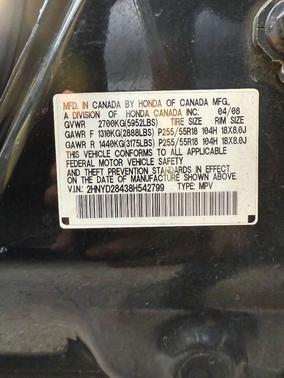 MFD. IN CANADA BY HONDA OF CANADA MFG.,
A DIVISION OF HONDA CANADA INC. 04/08
GVWR 2700KG(5952LBS) TIRE SIZE RIM SIZE
GAWR F 1310KG(2888LBS) P255/55R18 104H 18X8.0J
GAWR R 1440KG(3175LBS) P255/55R18 104H 18X8.0J
THIS VEHICLE CONFORMS TO ALL APPLICABLE
FEDERAL MOTOR VEHICLE SAFETY
AND THEFT PREVENTION STANDARDS
IN EFFECT ON THE DATE OF
MANUFACTURE SHOWN ABOVE.
V.I.N: 2HNYD28438H542799 TYPE: MPV